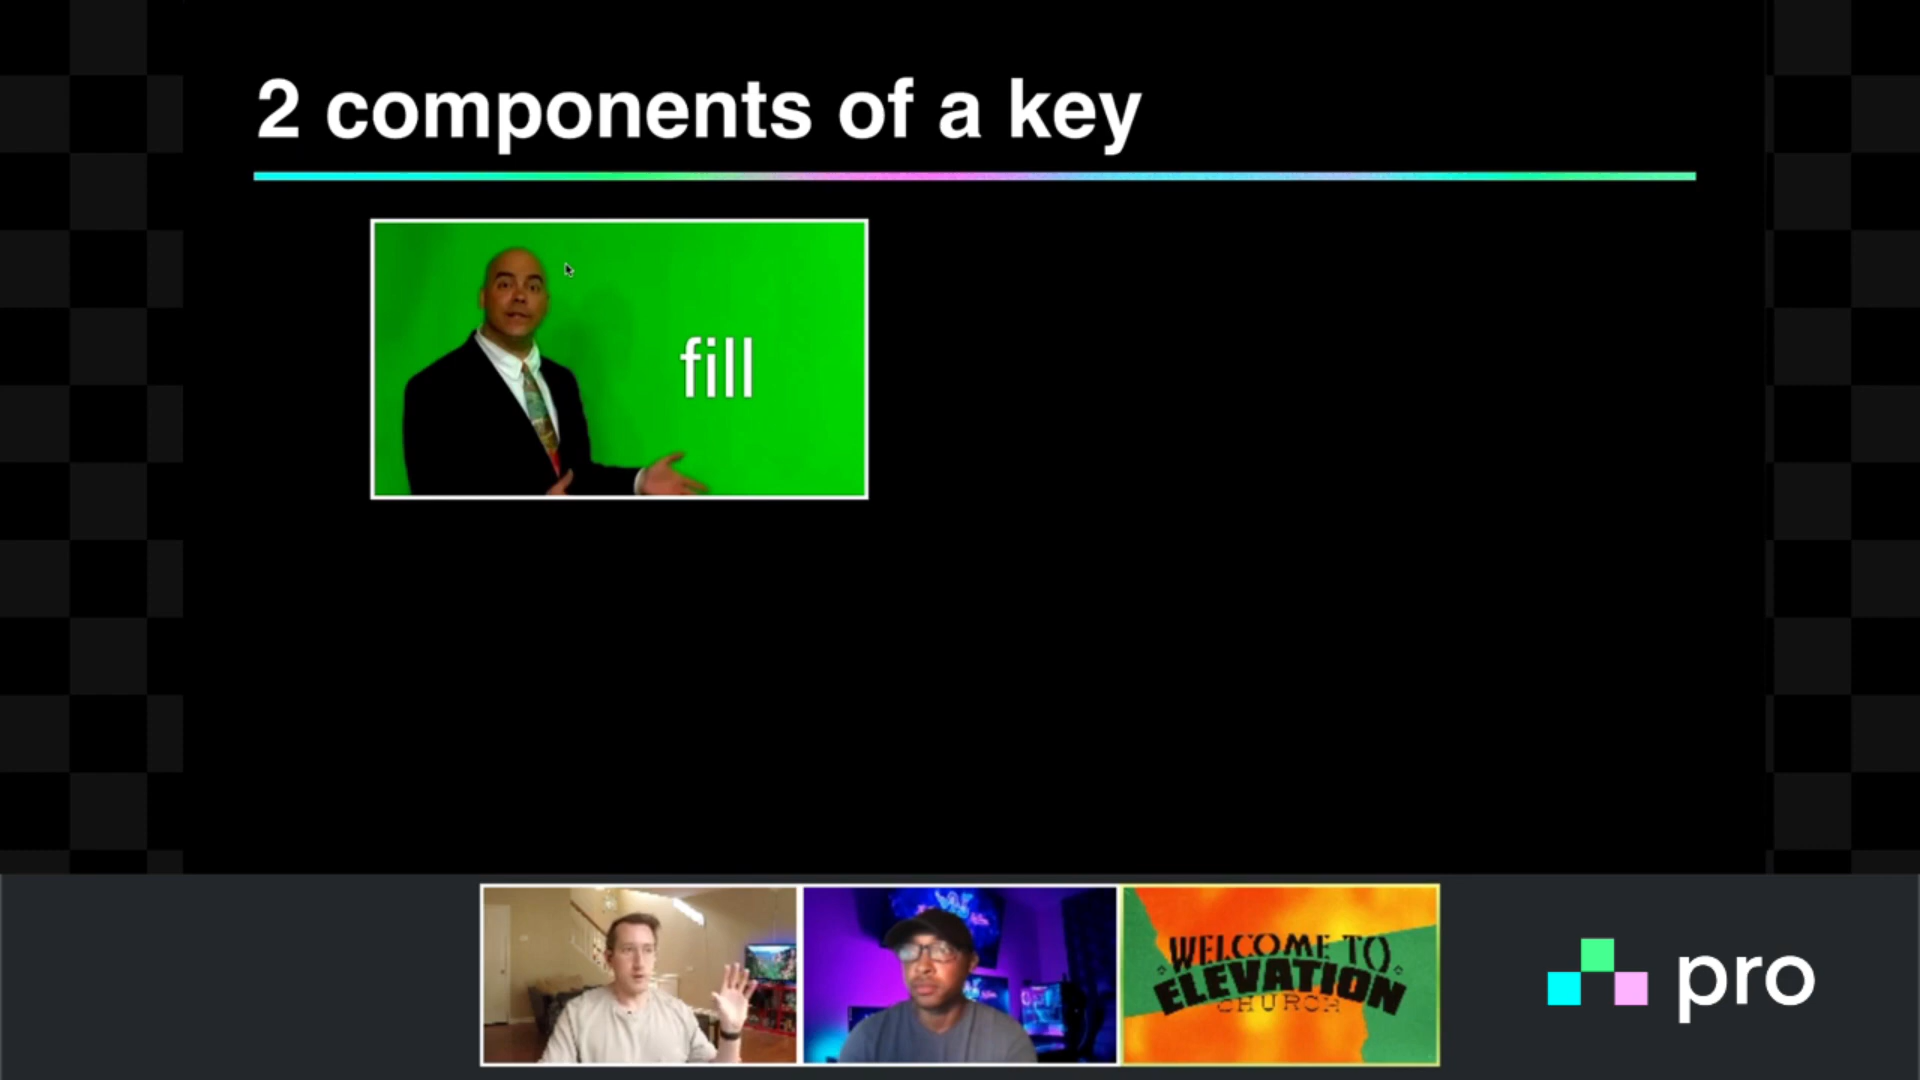 2 components of a key
fill
WELCOME TO
ELEVATION
CHURCH
pro